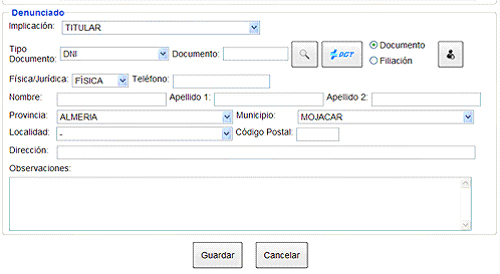 Denunciado
Implicación: TITULAR
Tipo Documento: DNI Documento: DGT Documento
Filiación
Física/Jurídica: FÍSICA Teléfono:
Nombre: Apellido 1: Apellido 2:
Provincia: ALMERIA Municipio: MOJACAR
Localidad: - Código Postal:
Dirección:
Observaciones:
Guardar Cancelar